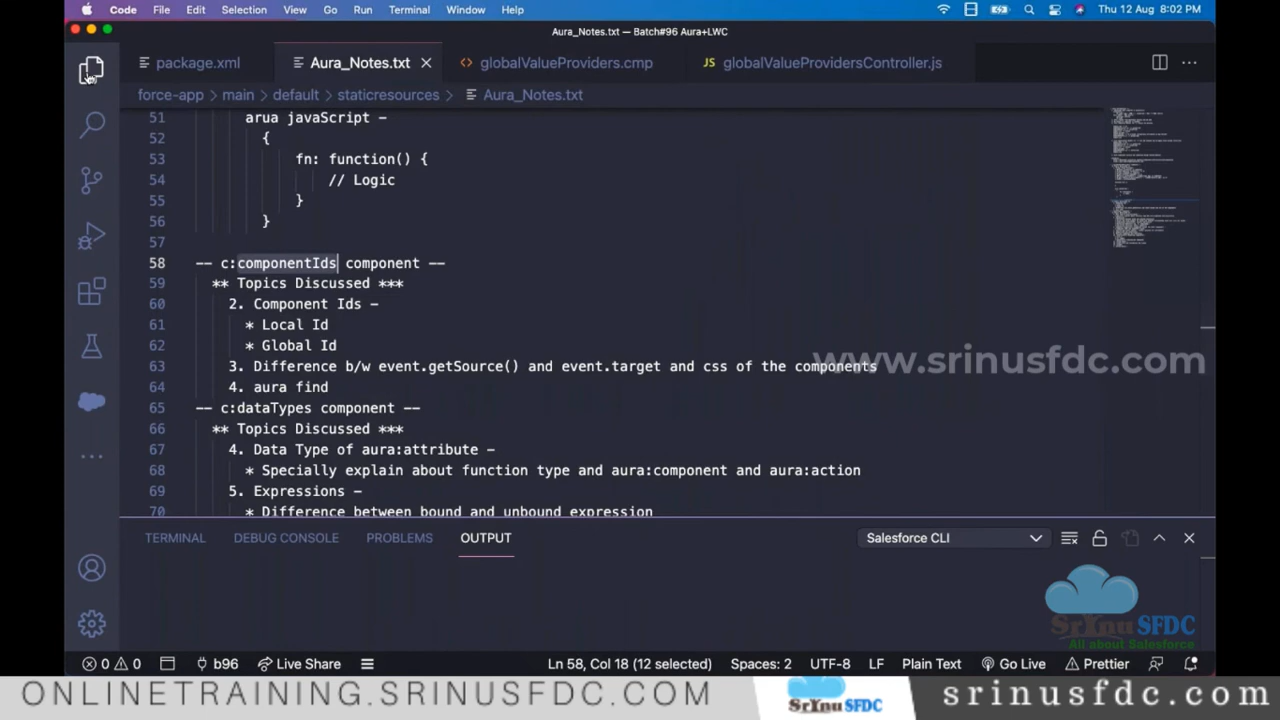 Code File Edit Selection View Go Run Terminal Window Help Thu 12 Aug 8:02 PM
Aura_Notes.txt — Batch#96 Aura+LWC
package.xml Aura_Notes.txt globalValueProviders.cmp JS globalValueProvidersController.js
force-app main default staticresources Aura_Notes.txt
51 arua javaScript -
52 {
53 fn: function() {
54 // Logic
55 }
56 }
57
58 -- c:componentIds component --
59 ** Topics Discussed ***
60 2. Component Ids -
61 * Local Id
62 * Global Id
63 3. Difference b/w event.getSource() and event.target and css of the components
www.srinusfdc.com
64 4. aura find
65 -- c:dataTypes component --
66 ** Topics Discussed ***
67 4. Data Type of aura:attribute -
68 * Specially explain about function type and aura:component and aura:action
69 5. Expressions -
70 * Difference between bound and unbound expression
TERMINAL DEBUG CONSOLE PROBLEMS OUTPUT Salesforce CLI
SrInu SFDC
All about Salesforce
0 0 b96 Live Share Ln 58, Col 18 (12 selected) Spaces: 2 UTF-8 LF Plain Text Go Live Prettier
ONLINETRAINING.SRINUSFDC.COM SrInu SFDC srinusfdc.com